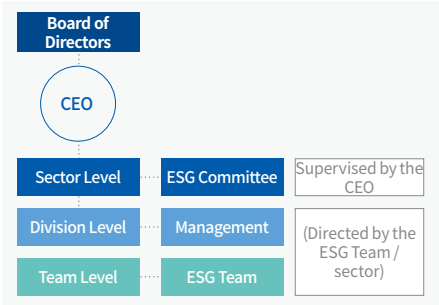 Board of
Directors
CEO
Sector Level
ESG Committee
Supervised by the
CEO
Division Level
Management
(Directed by the
ESG Team /
sector)
Team Level
ESG Team